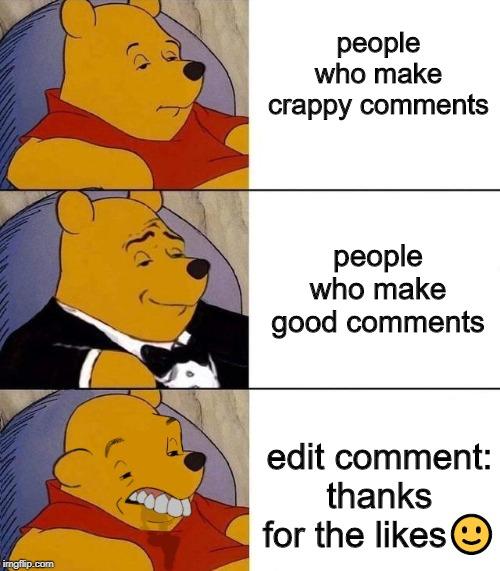 people
who make
crappy comments
people
who make
good comments
edit comment:
thanks
for the likes🙂
imgflip.com